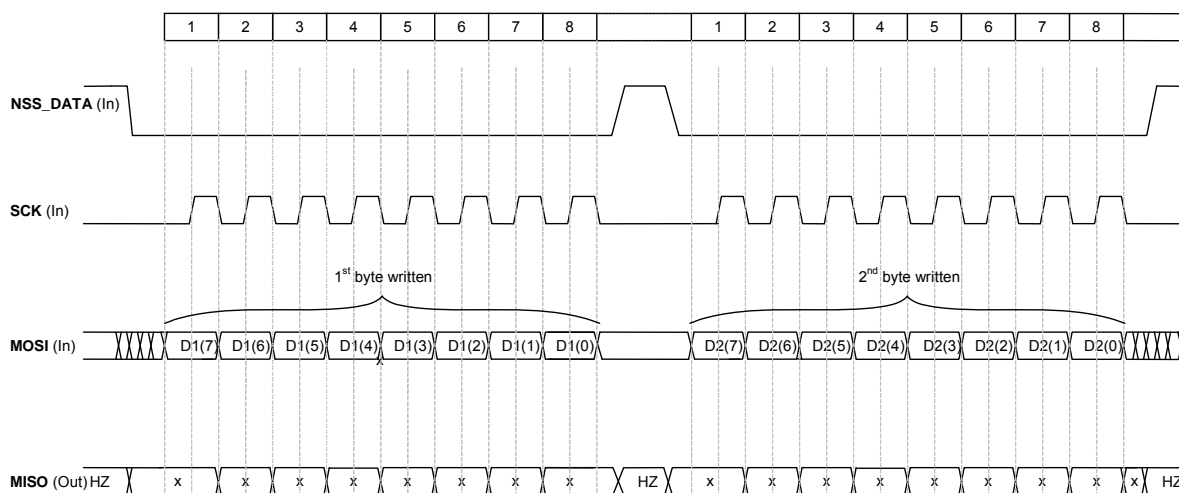 1 2 3 4 5 6 7 8 1 2 3 4 5 6 7 8
NSS_DATA (In)
SCK (In)
1st byte written 2nd byte written
MOSI (In) D1(7) D1(6) D1(5) D1(4) D1(3) D1(2) D1(1) D1(0) D2(7) D2(6) D2(5) D2(4) D2(3) D2(2) D2(1) D2(0)
x
MISO (Out) HZ x x x x x x x x HZ x x x x x x x x x HZ